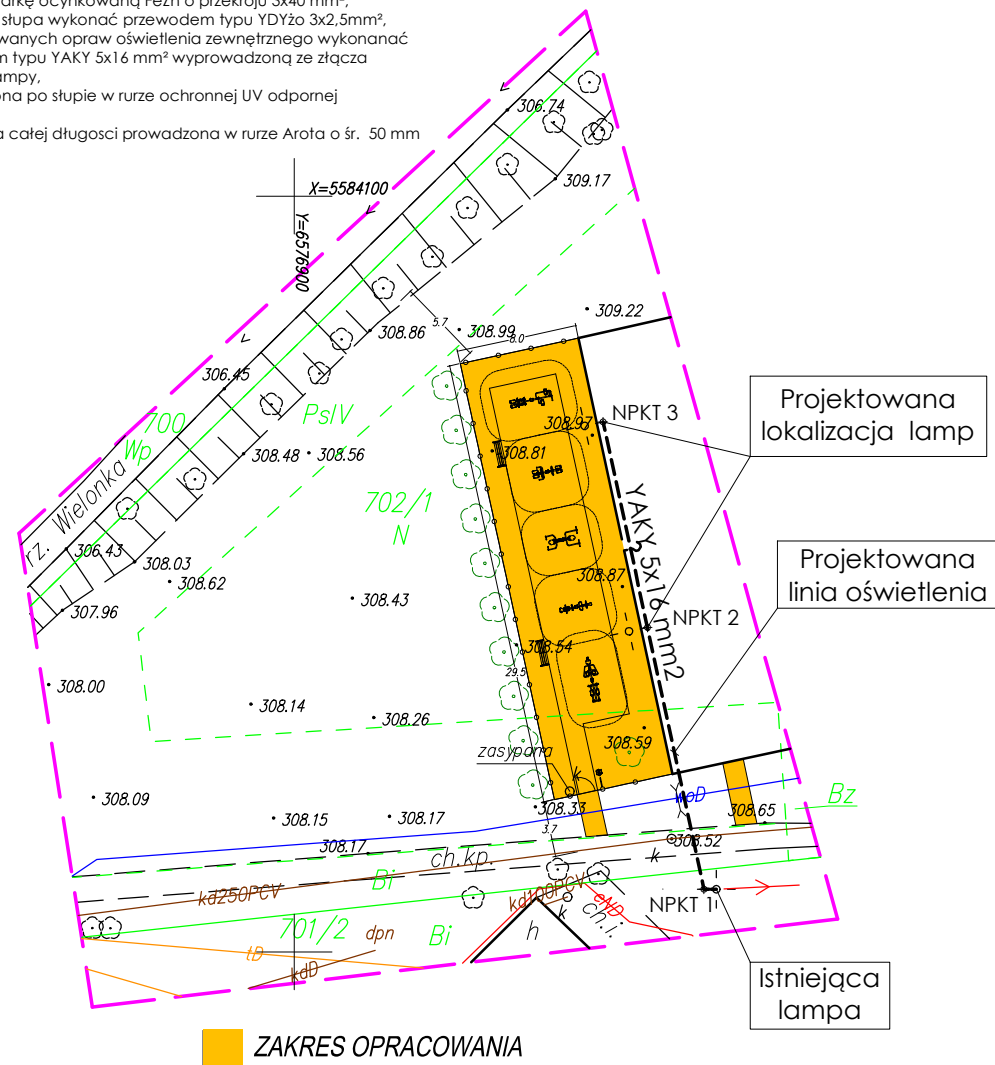 arkę ocynkowaną FeZn o przekroju 3x40 mm²,
słupa wykonać przewodem typu YDYżo 3x2,5mm²,
wanych opraw oświetlenia zewnętrznego wykonanać
m typu YAKY 5x16 mm² wyprowadzoną ze złącza
ampy,
ona po słupie w rurze ochronnej UV odpornej
a całej długosci prowadzona w rurze Arota o śr. 50 mm
306.74
309.17
X=5584100
Y=6576900
309.22
308.86
5.7
308.99
8.0
306.45
700
Wp
PsIV
Projektowana
lokalizacja lamp
NPKT 3
308.97
308.48
308.56
308.81
rz. Wielonka
702/1
N
YAKY 5x16 mm2
306.43
308.03
308.62
Projektowana
linia oświetlenia
308.87
307.96
308.43
NPKT 2
308.54
29.5
308.00
308.14
308.26
308.59
zasypana
k
308.09
woD
Bz
308.33
308.65
308.15
308.17
3.7
308.17
308.52
ch.kp.
k
Bi
kd250PCV
kd100PCV
NPKT 1
eND
k
ch.i.
701/2
dpn
Bi
h
tD
kdD
Istniejąca
lampa
ZAKRES OPRACOWANIA